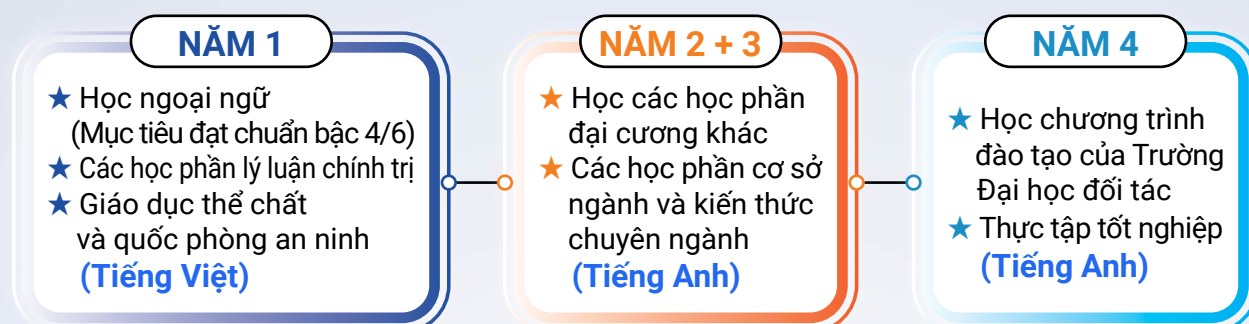 NĂM 1
★ Học ngoại ngữ
(Mục tiêu đạt chuẩn bậc 4/6)
★ Các học phần lý luận chính trị
★ Giáo dục thể chất
và quốc phòng an ninh
(Tiếng Việt)
NĂM 2 + 3
★ Học các học phần
đại cương khác
★ Các học phần cơ sở
ngành và kiến thức
chuyên ngành
(Tiếng Anh)
NĂM 4
★ Học chương trình
đào tạo của Trường
Đại học đối tác
★ Thực tập tốt nghiệp
(Tiếng Anh)